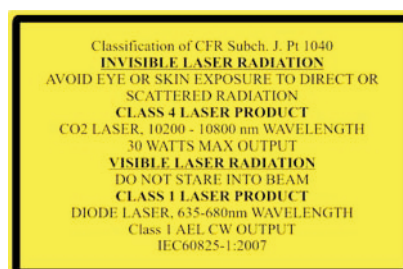 Classification of CFR Subch. J. Pt 1040
INVISIBLE LASER RADIATION
AVOID EYE OR SKIN EXPOSURE TO DIRECT OR
SCATTERED RADIATION
CLASS 4 LASER PRODUCT
CO2 LASER, 10200 - 10800 nm WAVELENGTH
30 WATTS MAX OUTPUT
VISIBLE LASER RADIATION
DO NOT STARE INTO BEAM
CLASS 1 LASER PRODUCT
DIODE LASER, 635-680nm WAVELENGTH
Class 1 AEL CW OUTPUT
IEC60825-1:2007